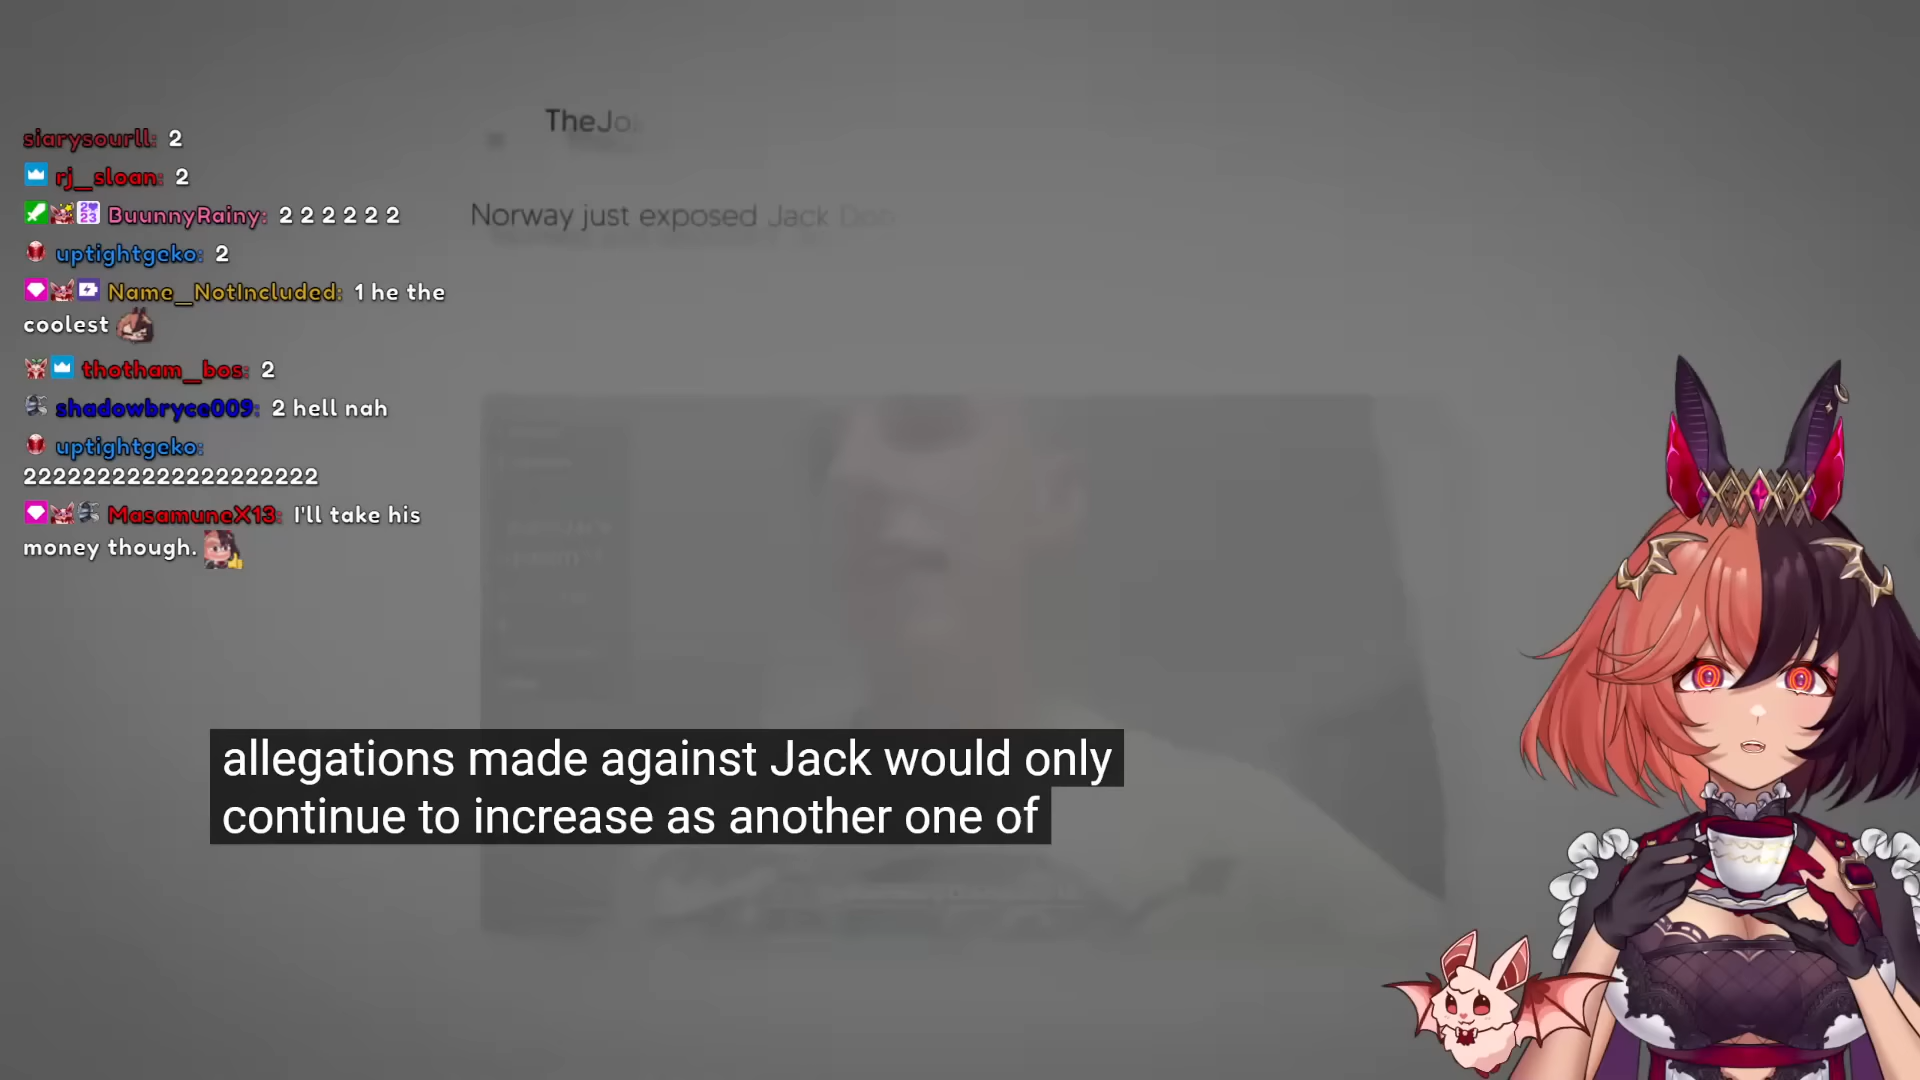 siarysourll: 2
rj_sloan: 2
BuunnyRainy: 2 2 2 2 2 2
uptightgeko: 2
Name_NotIncluded: 1 he the
coolest
thotham_bos: 2
shadowbryce009: 2 hell nah
uptightgeko:
22222222222222222222
MasamuneX13: I'll take his
money though.
TheJo
Norway just exposed Jack
allegations made against Jack would only
continue to increase as another one of